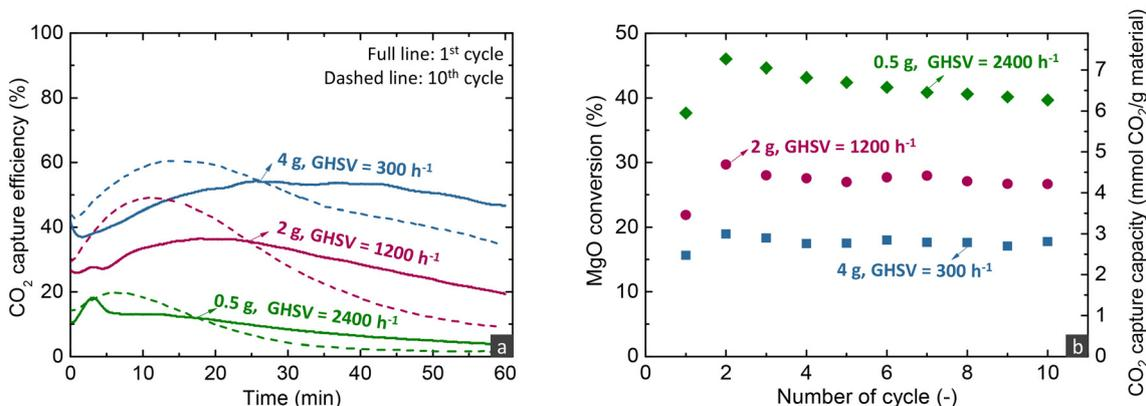 CO2 capture efficiency (%)
100
80
60
40
20
0
0 10 20 30 40 50 60
Time (min)
Full line: 1st cycle
Dashed line: 10th cycle
4 g, GHSV = 300 h-1
2 g, GHSV = 1200 h-1
0.5 g, GHSV = 2400 h-1
a
MgO conversion (%)
50
40
30
20
10
0
0 2 4 6 8 10
Number of cycle (-)
0.5 g, GHSV = 2400 h-1
2 g, GHSV = 1200 h-1
4 g, GHSV = 300 h-1
b
7
6
5
4
3
2
1
0
CO2 capture capacity (mmol CO2/g material)